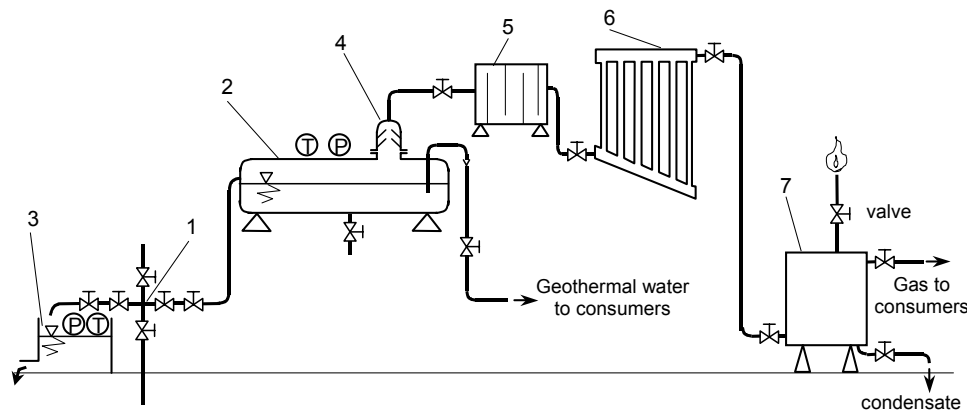 6
5
4
2
T P
7
valve
3
1
Gas to
consumers
Geothermal water
to consumers
P T
condensate